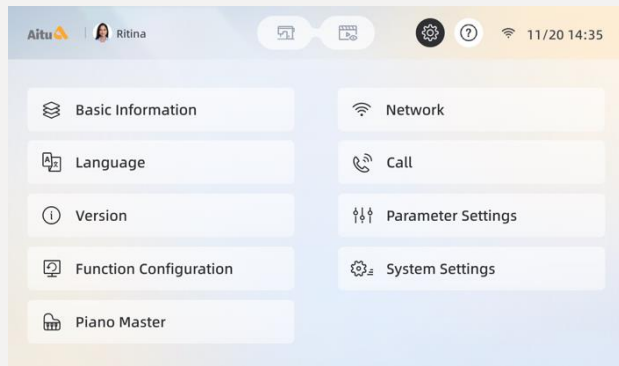 Aitu Ritina 11/20 14:35
Basic Information
Network
Language
Call
Version
Parameter Settings
Function Configuration
System Settings
Piano Master